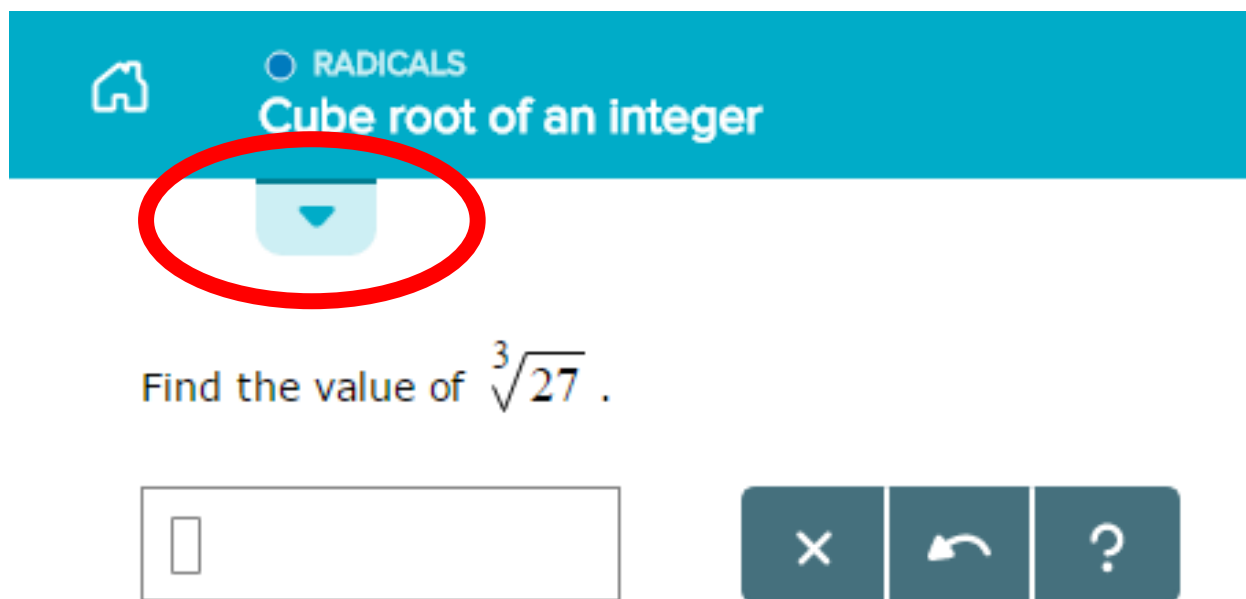 RADICALS
Cube root of an integer
Find the value of ∛27 .
× ?